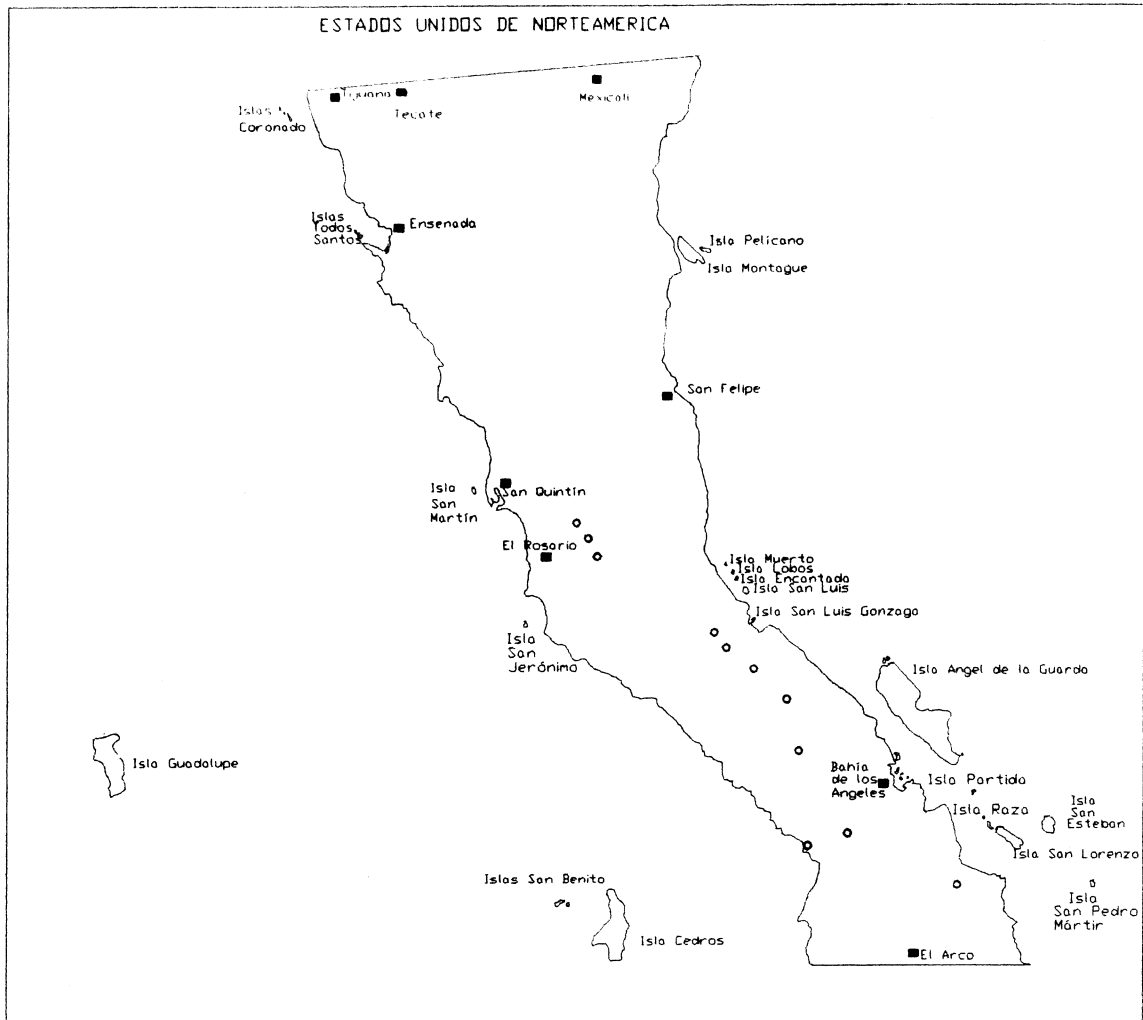 ESTADOS UNIDOS DE NORTEAMERICA
Tijuana
Tecate
Mexicali
Islas
Coronado
Islas
Todos
Santos
Ensenada
Isla Pelicano
Isla Montague
San Felipe
Isla
San
Martín
San Quintín
El Rosario
Isla Muerto
Isla Lobos
Isla Encantada
Isla San Luis
Isla San Luis Gonzaga
Isla
San
Jerónimo
Isla Angel de la Guarda
Isla Guadalupe
Bahía
de los
Angeles
Isla Partida
Isla Raza
Isla
San
Esteban
Isla San Lorenzo
Islas San Benito
Isla Cedros
Isla
San Pedro
Mártir
El Arco